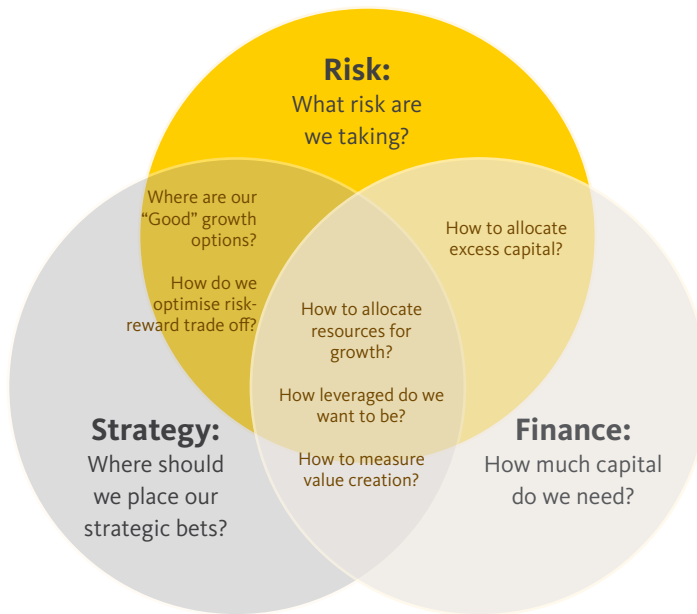 Risk:
What risk are
we taking?
Where are our
“Good” growth
options?
How do we
optimise risk-
reward trade off?
How to allocate
excess capital?
How to allocate
resources for
growth?
How leveraged do we
want to be?
How to measure
value creation?
Strategy:
Where should
we place our
strategic bets?
Finance:
How much capital
do we need?